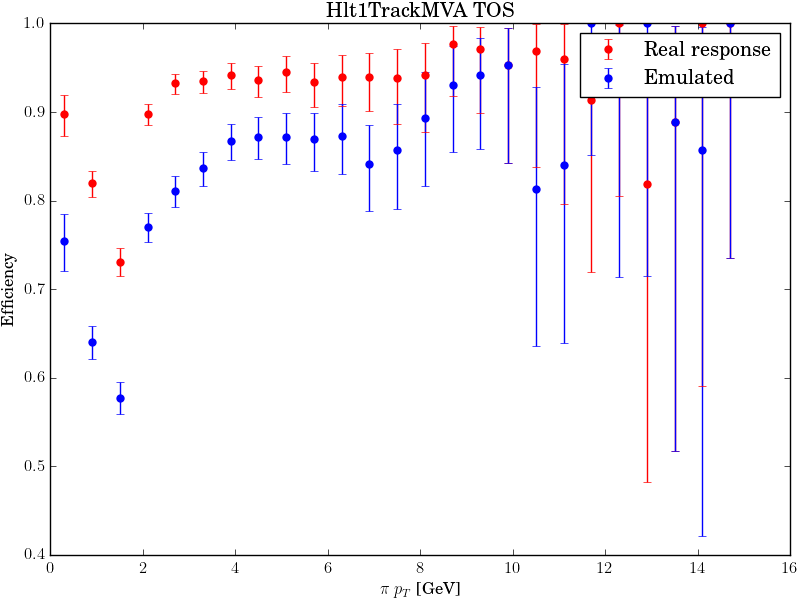 Hlt1TrackMVA TOS
Real response
Emulated
Efficiency
1.0
0.9
0.8
0.7
0.6
0.5
0.4
0 2 4 6 8 10 12 14 16
π p_T [GeV]